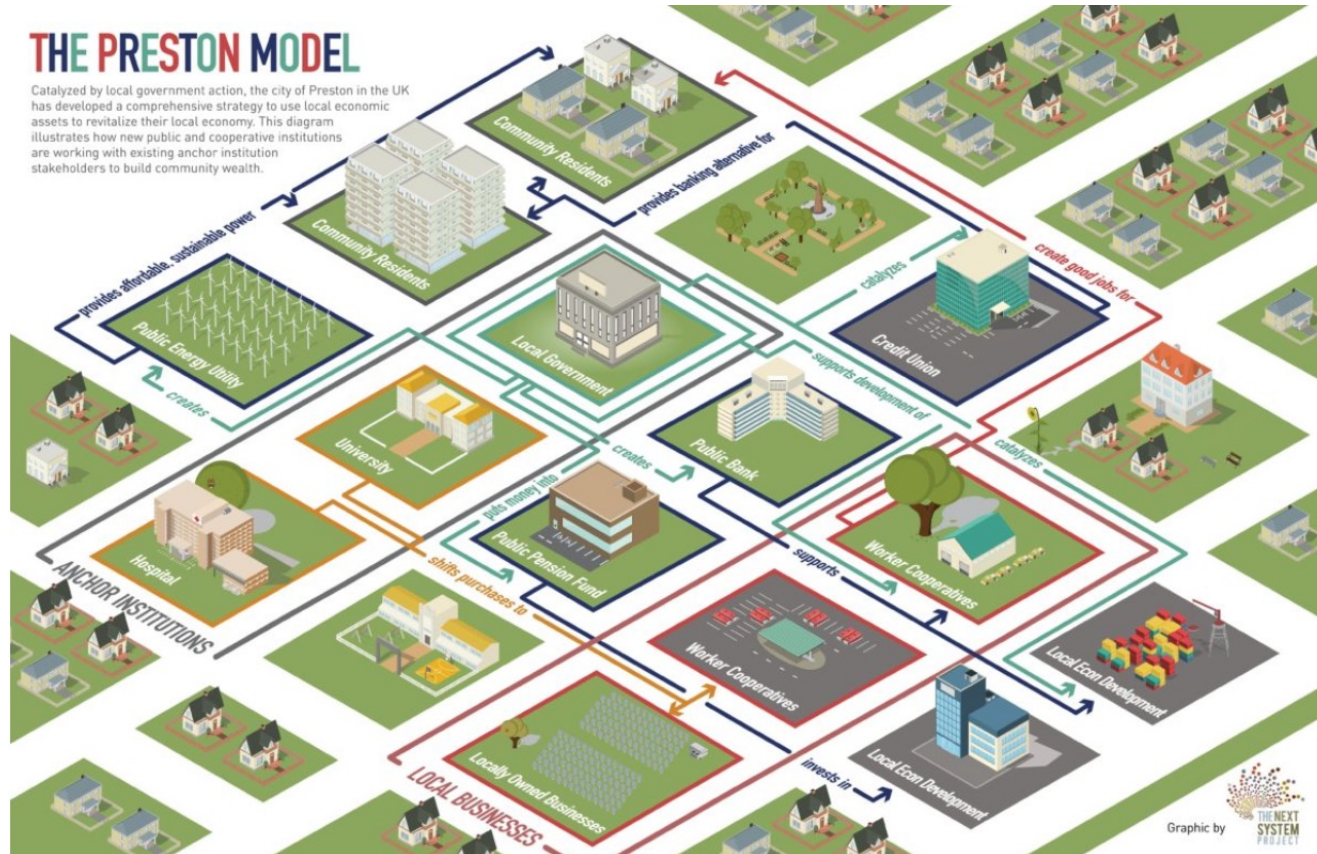 THE PRESTON MODEL
Catalyzed by local government action, the city of Preston in the UK
has developed a comprehensive strategy to use local economic
assets to revitalize their local economy. This diagram
illustrates how new public and cooperative institutions
are working with existing anchor institution
stakeholders to build community wealth.
Community Residents
Community Residents
provides banking alternative for
provides affordable, sustainable power
create good jobs for
catalyzes
Public Energy Utility
Local Government
Credit Union
creates
supports development of
University
Public Bank
catalyzes
creates
puts money into
Hospital
Public Pension Fund
Worker Cooperatives
shifts purchases to
supports
ANCHOR INSTITUTIONS
Worker Cooperatives
Local Econ Development
Locally Owned Businesses
Local Econ Development
invests in
LOCAL BUSINESSES
Graphic by
THE NEXT
SYSTEM
PROJECT